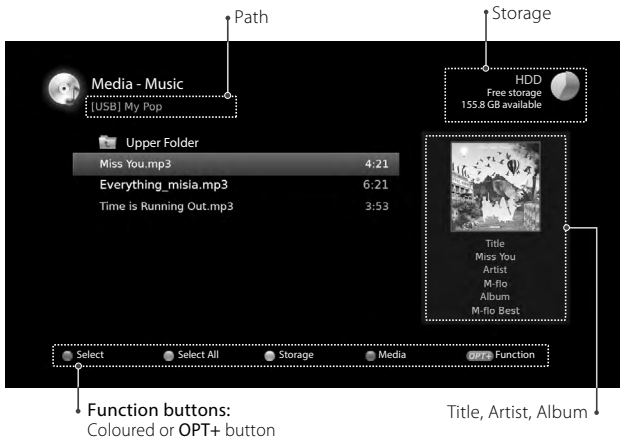 Path
Storage
Media - Music
[USB] My Pop
HDD
Free storage
155.8 GB available
Upper Folder
Miss You.mp3 4:21
Everything_misia.mp3 6:21
Time is Running Out.mp3 3:53
Title
Miss You
Artist
M-flo
Album
M-flo Best
Select Select All Storage Media OPT+ Function
Function buttons:
Coloured or OPT+ button
Title, Artist, Album